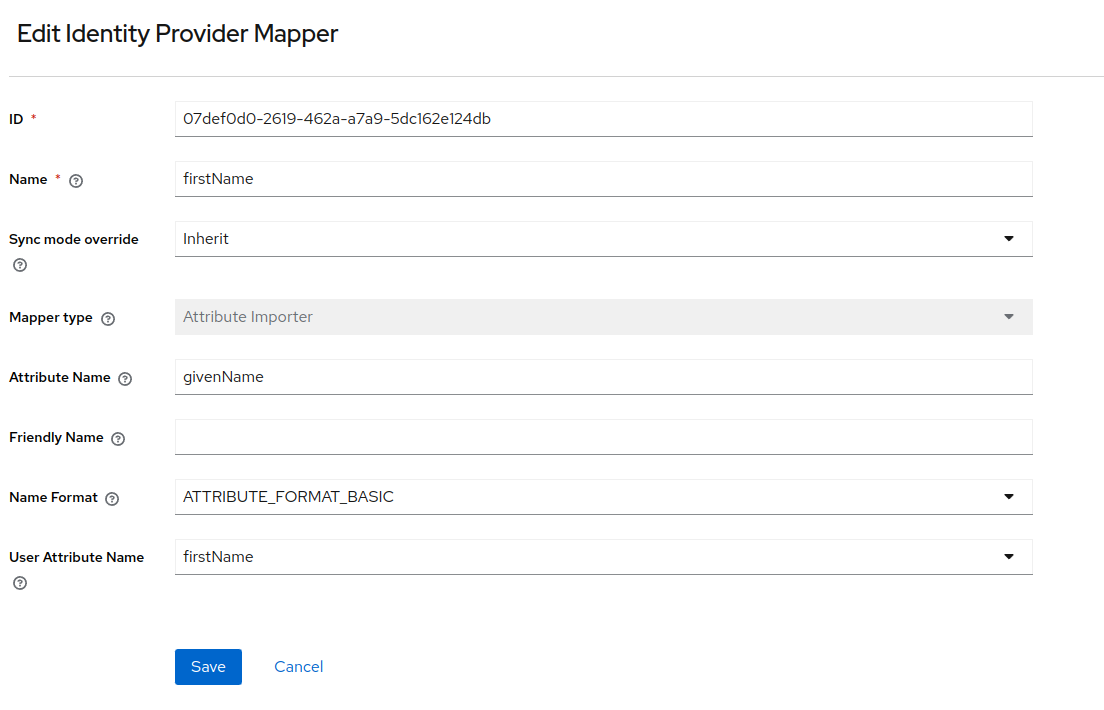 Edit Identity Provider Mapper
ID *
07def0d0-2619-462a-a7a9-5dc162e124db
Name *
firstName
Sync mode override
Inherit
Mapper type
Attribute Importer
Attribute Name
givenName
Friendly Name
Name Format
ATTRIBUTE_FORMAT_BASIC
User Attribute Name
firstName
Save Cancel